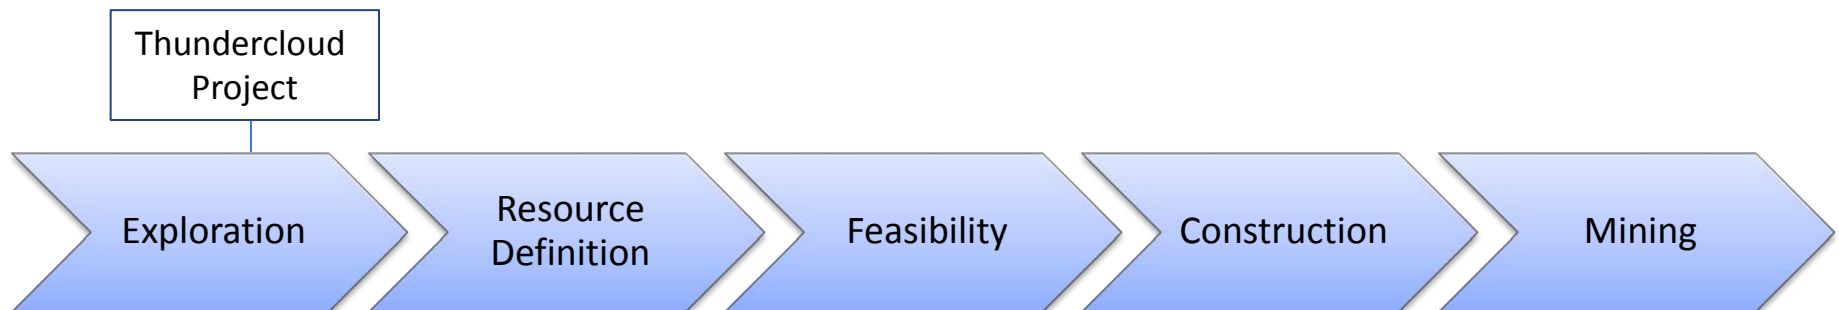 Thundercloud
Project
Exploration
Resource
Definition
Feasibility
Construction
Mining